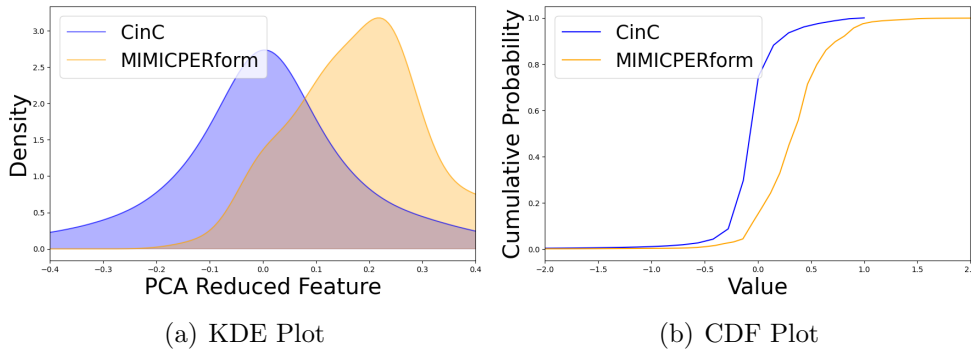 CinC
MIMICPERform
Density
3.0
2.5
2.0
1.5
1.0
0.5
0.0
−0.4 −0.3 −0.2 −0.1 0.0 0.1 0.2 0.3 0.4
PCA Reduced Feature
(a) KDE Plot
CinC
MIMICPERform
Cumulative Probability
1.0
0.8
0.6
0.4
0.2
0.0
−2.0 −1.5 −1.0 −0.5 0.0 0.5 1.0 1.5 2.
Value
(b) CDF Plot